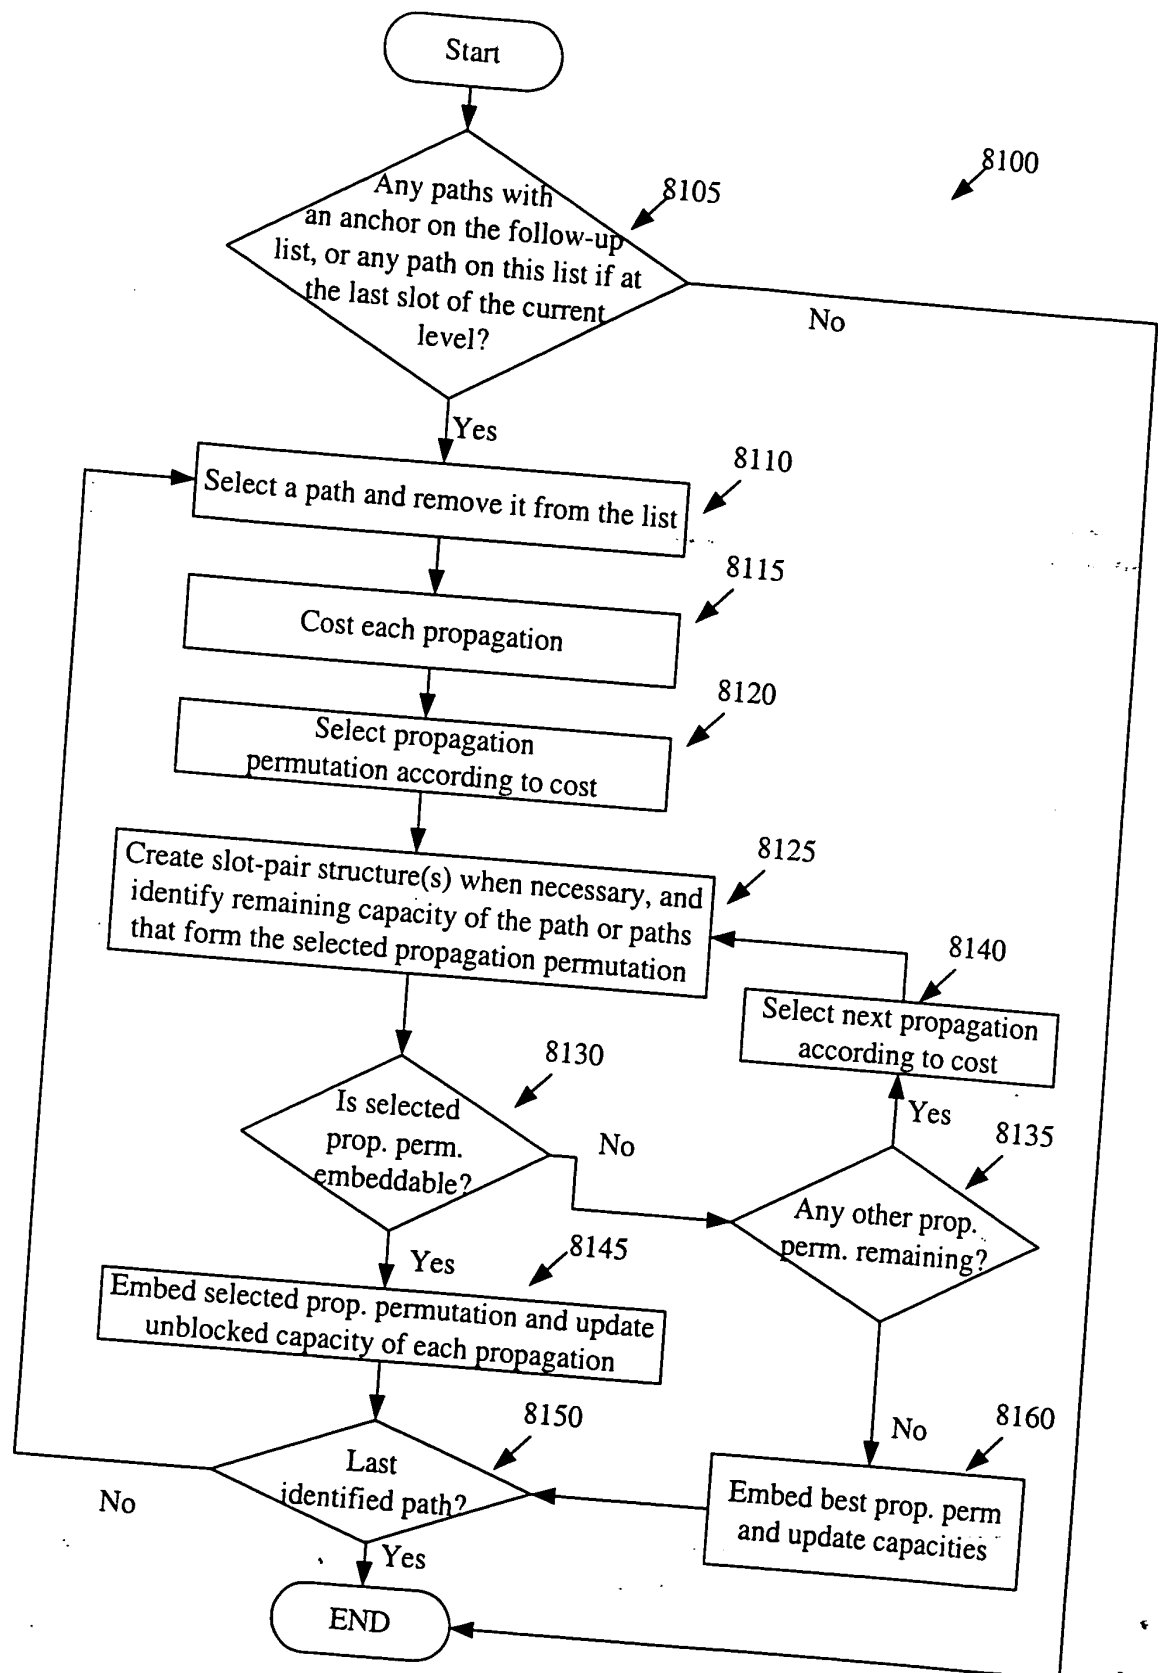 Start
8100
8105
Any paths with
an anchor on the follow-up
list, or any path on this list if at
the last slot of the current
level?
No
Yes
8110
Select a path and remove it from the list
8115
Cost each propagation
8120
Select propagation
permutation according to cost
8125
Create slot-pair structure(s) when necessary, and
identify remaining capacity of the path or paths
that form the selected propagation permutation
8140
Select next propagation
according to cost
8130
Is selected
prop. perm.
embeddable?
No
Yes
8135
Any other prop.
perm. remaining?
Yes
8145
Embed selected prop. permutation and update
unblocked capacity of each propagation
8150
Last
identified path?
No
No
8160
Embed best prop. perm
and update capacities
Yes
END